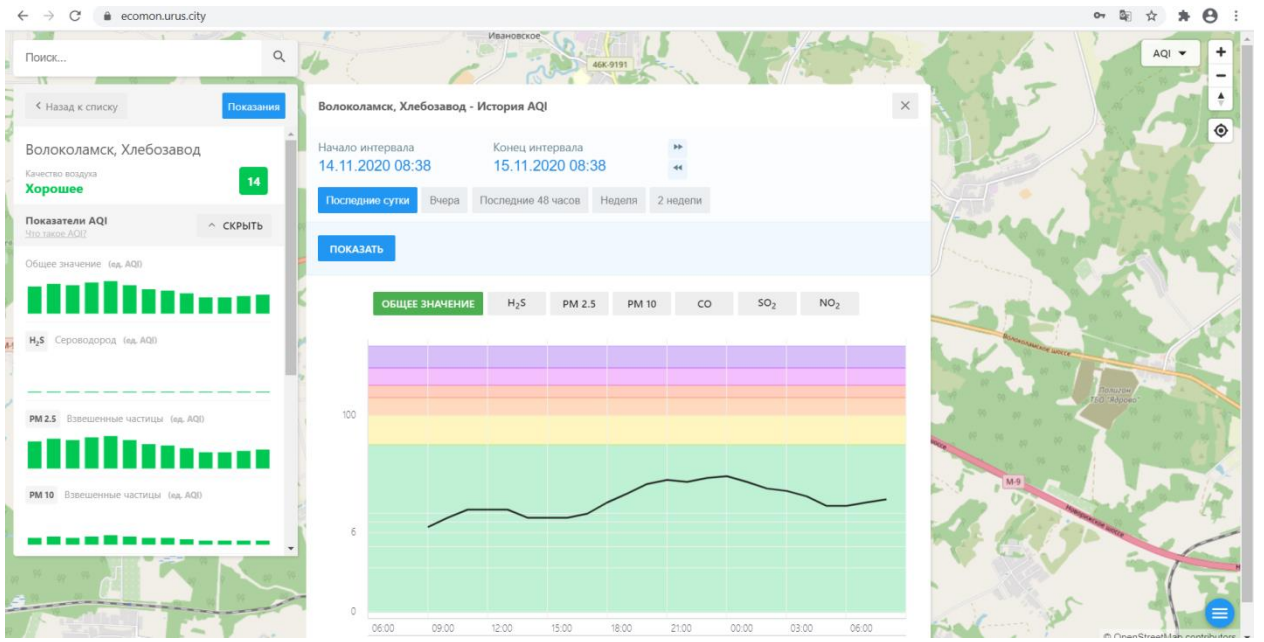 ecomon.urus.city
Поиск...
Ивановское
46К-9191
AQI
Назад к списку
Показания
Волоколамск, Хлебозавод - История AQI
Волоколамск, Хлебозавод
Качество воздуха
Хорошее
14
Показатели AQI
Что такое AQI?
СКРЫТЬ
Общее значение (ед. AQI)
H₂S Сероводород (ед. AQI)
PM 2.5 Взвешенные частицы (ед. AQI)
PM 10 Взвешенные частицы (ед. AQI)
Начало интервала
Конец интервала
14.11.2020 08:38
15.11.2020 08:38
Последние сутки
Вчера
Последние 48 часов
Неделя
2 недели
ПОКАЗАТЬ
ОБЩЕЕ ЗНАЧЕНИЕ
H₂S
PM 2.5
PM 10
CO
SO₂
NO₂
100
6
0
06:00
09:00
12:00
15:00
18:00
21:00
00:00
03:00
06:00
Волоколамское шоссе
Полигон
ТБО "Ядрово"
М-9
Новорижское шоссе
© OpenStreetMap contributors